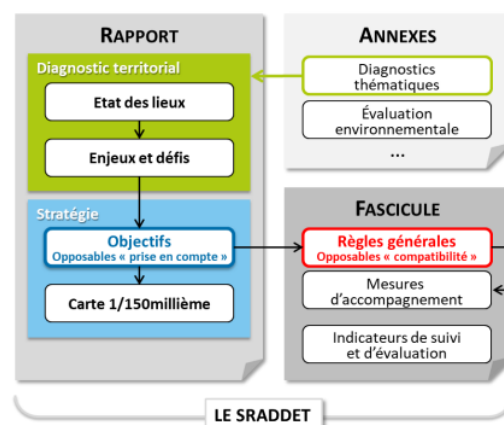 RAPPORT
Diagnostic territorial
Etat des lieux
Enjeux et défis
Stratégie
Objectifs
Opposables « prise en compte »
Carte 1/150millième
ANNEXES
Diagnostics
thématiques
Évaluation
environnementale
...
FASCICULE
Règles générales
Opposables « compatibilité »
Mesures
d'accompagnement
Indicateurs de suivi
et d'évaluation
LE SRADDET